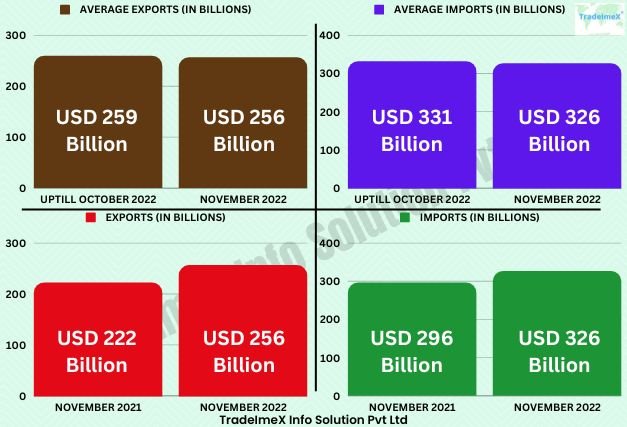 AVERAGE EXPORTS (IN BILLIONS)
300
200
100
0
USD 259
Billion
USD 256
Billion
UPTILL OCTOBER 2022
NOVEMBER 2022
AVERAGE IMPORTS (IN BILLIONS)
TradeImeX
400
300
200
100
0
USD 331
Billion
USD 326
Billion
UPTILL OCTOBER 2022
NOVEMBER 2022
EXPORTS (IN BILLIONS)
300
200
100
0
USD 222
Billion
USD 256
Billion
NOVEMBER 2021
NOVEMBER 2022
IMPORTS (IN BILLIONS)
400
300
200
100
0
USD 296
Billion
USD 326
Billion
NOVEMBER 2021
NOVEMBER 2022
Info Solution
TradeImeX Info Solution Pvt Ltd